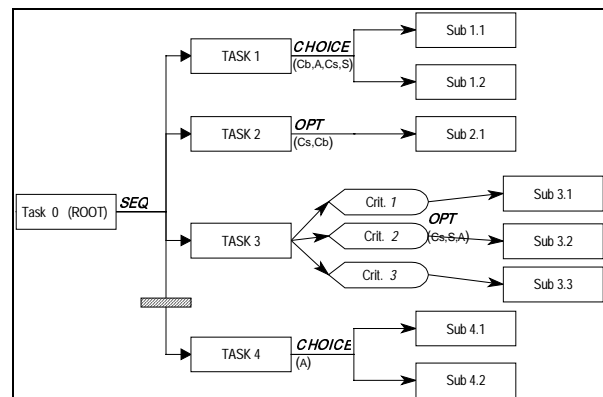 Sub 1.1
CHOICE
TASK 1
(Cb,A,Cs,S)
Sub 1.2
OPT
TASK 2
Sub 2.1
(Cs,Cb)
Crit. 1
Sub 3.1
SEQ
OPT
Task 0 (ROOT)
TASK 3
Crit. 2
(Cs,S,A)
Sub 3.2
Crit. 3
Sub 3.3
Sub 4.1
CHOICE
TASK 4
(A)
Sub 4.2